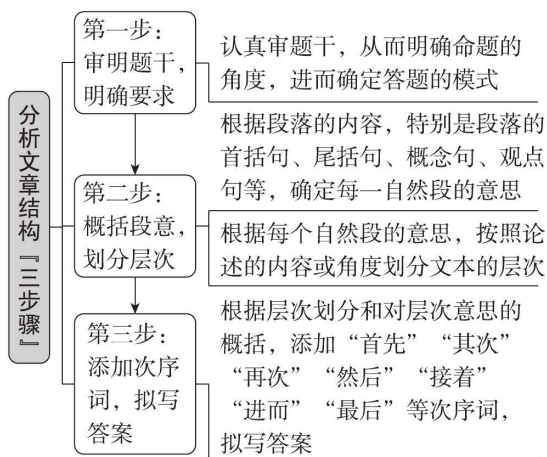 分析文章结构『三步骤』
第一步：
审明题干，
明确要求
认真审题干，从而明确命题的
角度，进而确定答题的模式
第二步：
概括段意，
划分层次
根据段落的内容，特别是段落的
首括句、尾括句、概念句、观点
句等，确定每一自然段的意思
根据每个自然段的意思，按照论
述的内容或角度划分文本的层次
第三步：
添加次序
词，拟写
答案
根据层次划分和对层次意思的
概括，添加“首先”“其次”
“再次”“然后”“接着”
“进而”“最后”等次序词，
拟写答案